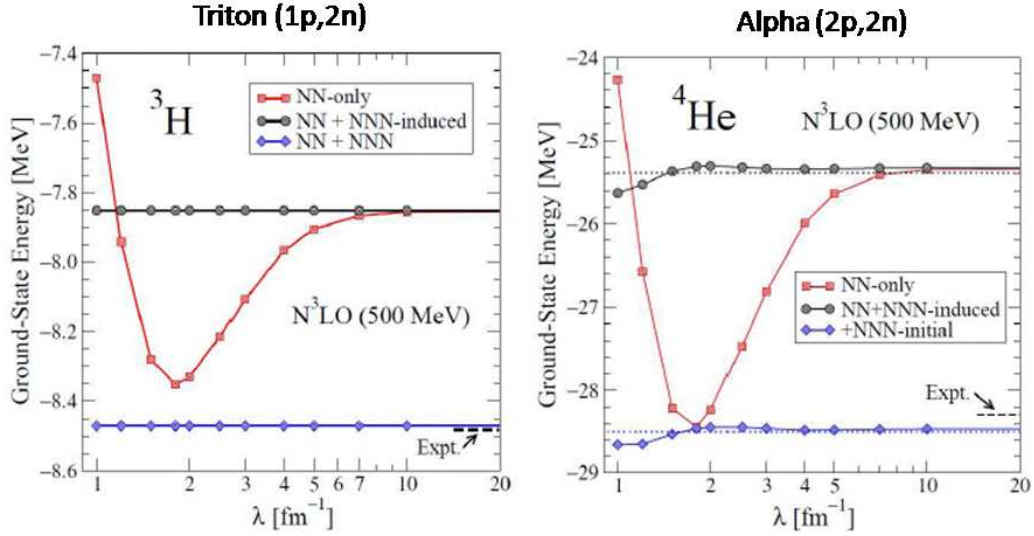 Triton (1p,2n)
Alpha (2p,2n)
Ground-State Energy [MeV]
−7.4
−7.6
−7.8
−8.0
−8.2
−8.4
−8.6
³H
NN-only
NN + NNN-induced
NN + NNN
N³LO (500 MeV)
Expt.
1 2 3 4 5 6 7 10 20
λ [fm⁻¹]
Ground-State Energy [MeV]
−24
−25
−26
−27
−28
−29
⁴He
N³LO (500 MeV)
NN-only
NN+NNN-induced
+NNN-initial
Expt.
1 2 3 4 5 7 10 20
λ [fm⁻¹]